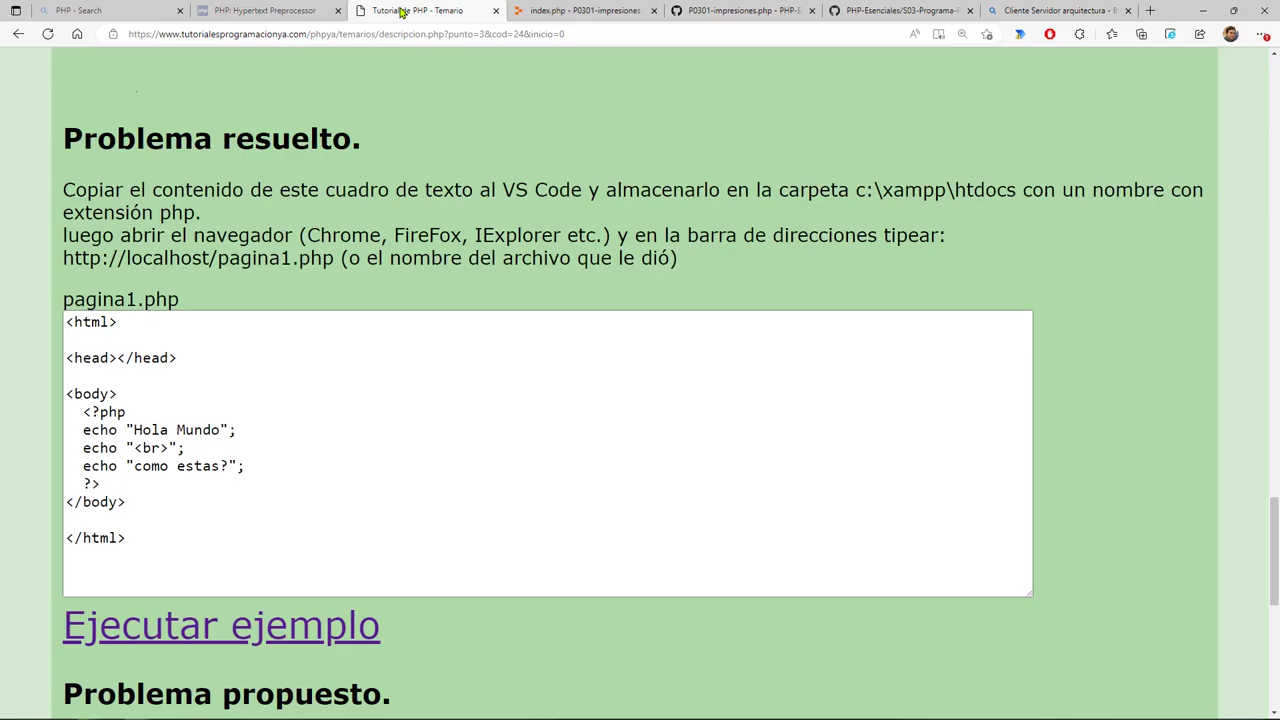 PHP - Search
PHP: Hypertext Preprocessor
Tutorial de PHP - Temario
index.php - P0301-impresiones
P0301-impresiones.php - PHP-E
PHP-Esenciales/S03-Programa-F
Cliente Servidor arquitectura - B
https://www.tutorialesprogramacionya.com/phpya/temarios/descripcion.php?punto=3&cod=24&inicio=0
Problema resuelto.
Copiar el contenido de este cuadro de texto al VS Code y almacenarlo en la carpeta c:\xampp\htdocs con un nombre con
extensión php.
luego abrir el navegador (Chrome, FireFox, IExplorer etc.) y en la barra de direcciones tipear:
http://localhost/pagina1.php (o el nombre del archivo que le dió)
pagina1.php
<html>
<head></head>
<body>
<?php
echo "Hola Mundo";
echo "<br>";
echo "como estas?";
?>
</body>
</html>
Ejecutar ejemplo
Problema propuesto.